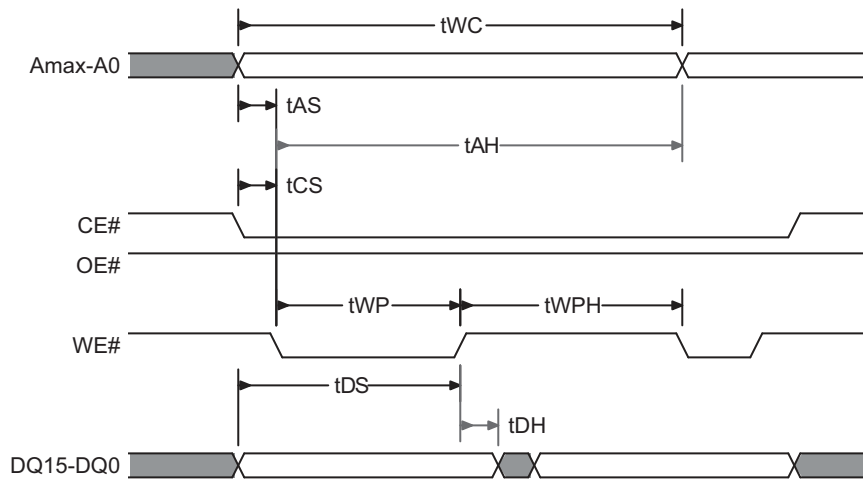 tWC
Amax-A0
tAS
tAH
tCS
CE#
OE#
tWP
tWPH
WE#
tDS
tDH
DQ15-DQ0